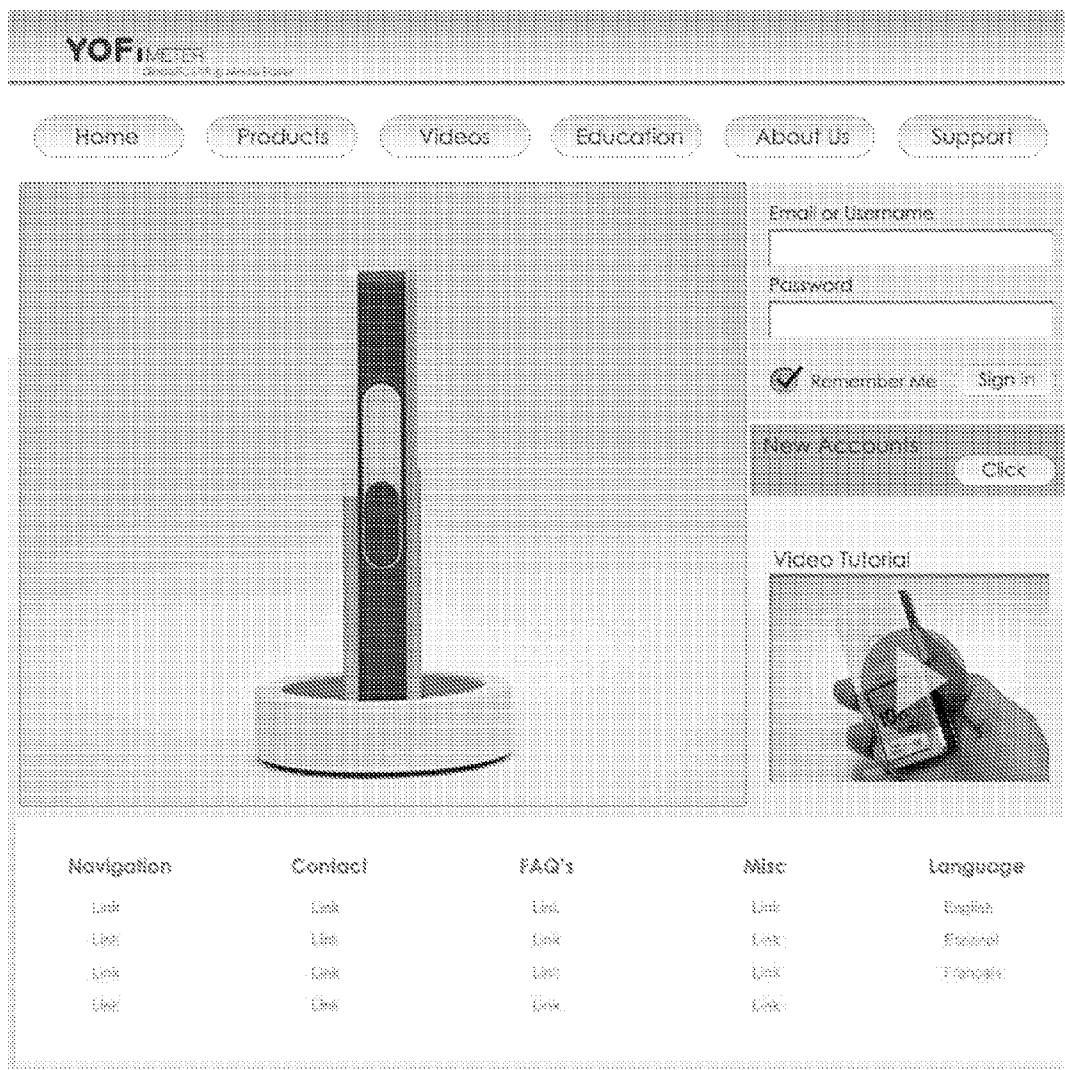 YOFiMETER
Home Products Videos Education About Us Support
Email or Username
Password
Remember Me Sign In
New Accounts
Click
Video Tutorial
Navigation Contact FAQ's Misc Language
Link Link Link Link English
Link Link Link Link Español
Link Link Link Link Français
Link Link Link Link